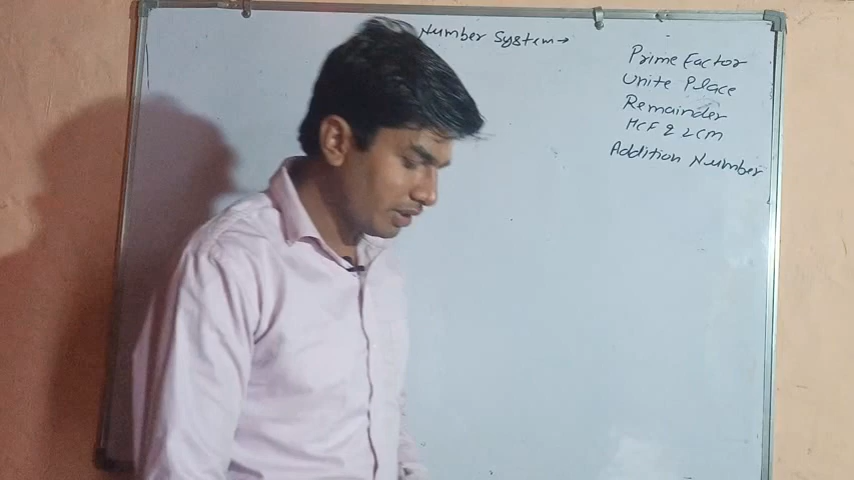 Number System→
Prime Factor
Unite Place
Remainder
HCF & LCM
Addition Number